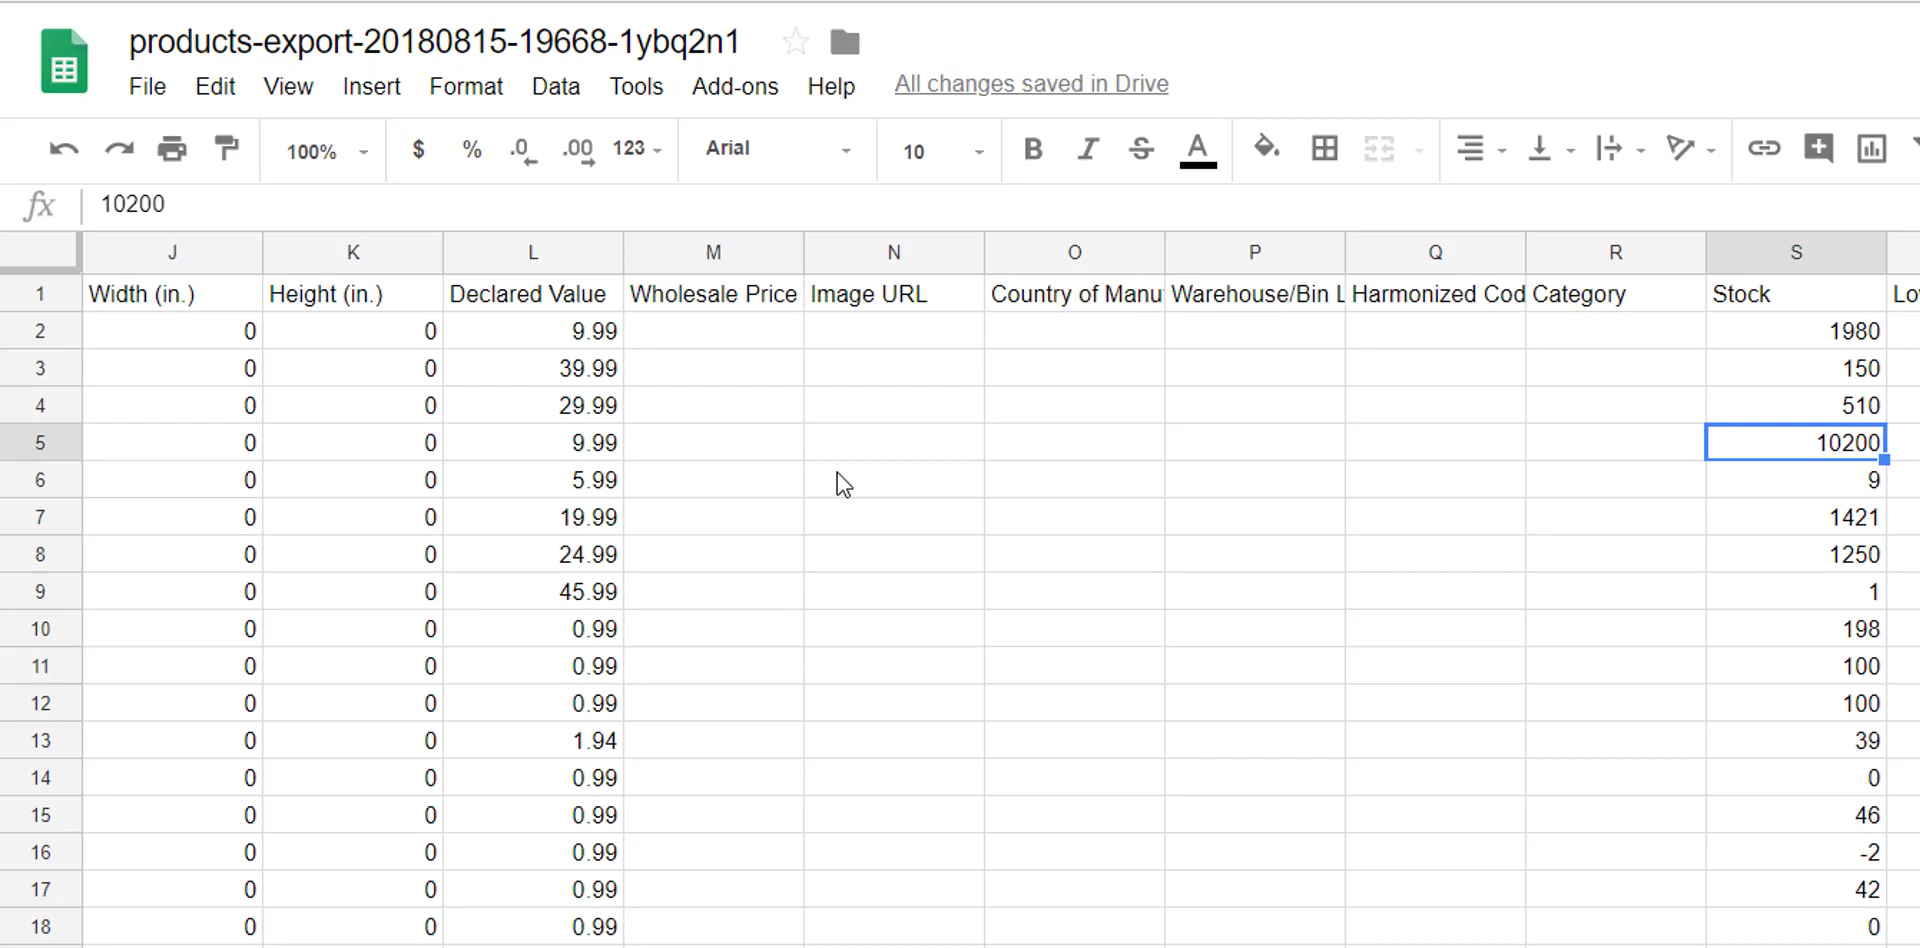 products-export-20180815-19668-1ybq2n1
File Edit View Insert Format Data Tools Add-ons Help All changes saved in Drive
100% $ % .0 .00 123 Arial 10 B I S A
fx 10200
J K L M N O P Q R S
1 Width (in.) Height (in.) Declared Value Wholesale Price Image URL Country of Manu Warehouse/Bin L Harmonized Cod Category Stock Lo
2 0 0 9.99 1980
3 0 0 39.99 150
4 0 0 29.99 510
5 0 0 9.99 10200
6 0 0 5.99 9
7 0 0 19.99 1421
8 0 0 24.99 1250
9 0 0 45.99 1
10 0 0 0.99 198
11 0 0 0.99 100
12 0 0 0.99 100
13 0 0 1.94 39
14 0 0 0.99 0
15 0 0 0.99 46
16 0 0 0.99 -2
17 0 0 0.99 42
18 0 0 0.99 0